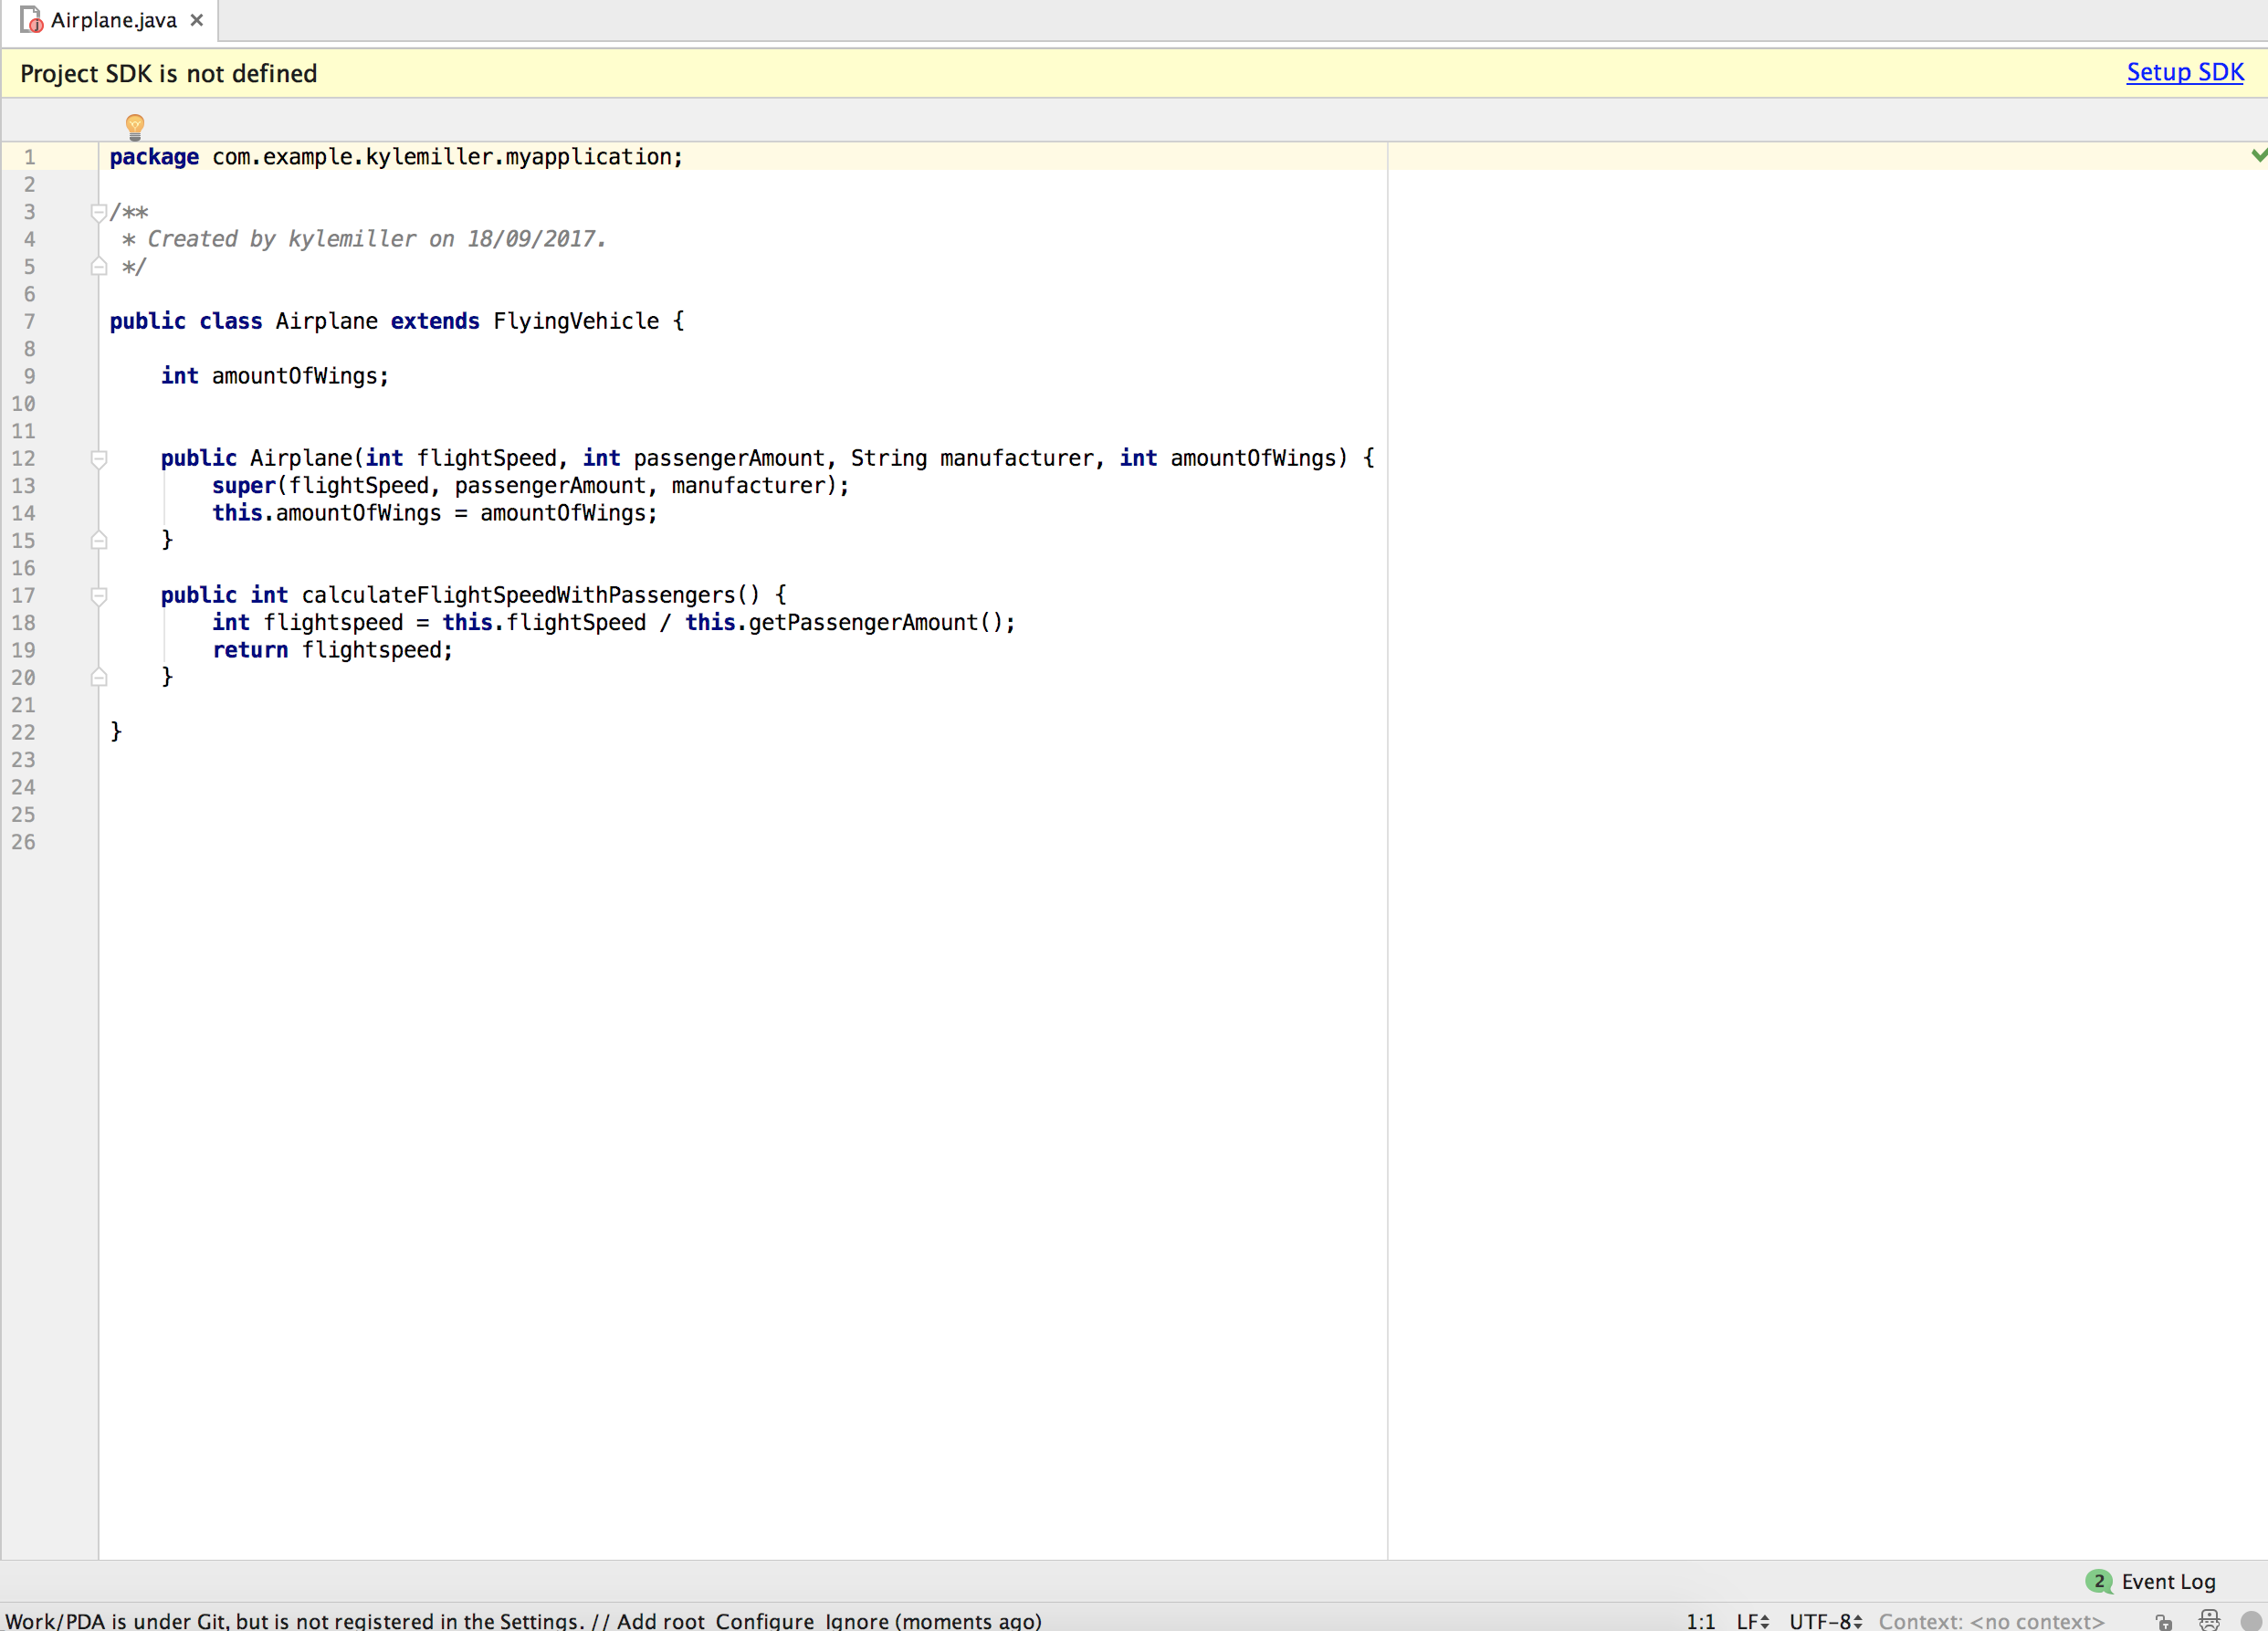 Airplane.java
Project SDK is not defined
Setup SDK
1 package com.example.kylemiller.myapplication;
2
3 /**
4 * Created by kylemiller on 18/09/2017.
5 */
6
7 public class Airplane extends FlyingVehicle {
8
9 int amountOfWings;
10
11
12 public Airplane(int flightSpeed, int passengerAmount, String manufacturer, int amountOfWings) {
13 super(flightSpeed, passengerAmount, manufacturer);
14 this.amountOfWings = amountOfWings;
15 }
16
17 public int calculateFlightSpeedWithPassengers() {
18 int flightspeed = this.flightSpeed / this.getPassengerAmount();
19 return flightspeed;
20 }
21
22 }
23
24
25
26
2 Event Log
Work/PDA is under Git, but is not registered in the Settings. // Add root Configure Ignore (moments ago)
1:1 LF UTF-8 Context: <no context>